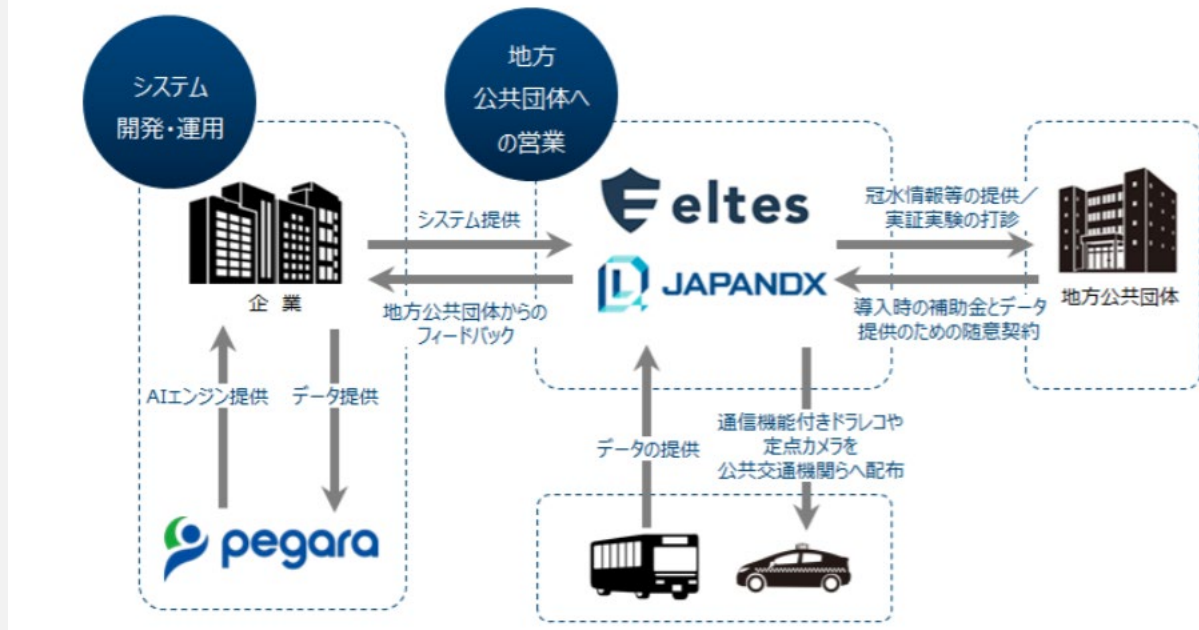 システム
開発・運用
地方
公共団体へ
の営業
企 業
システム提供
地方公共団体からの
フィードバック
eltes
JAPANDX
冠水情報等の提供／
実証実験の打診
導入時の補助金とデータ
提供のための随意契約
地方公共団体
AIエンジン提供
データ提供
pegara
データの提供
通信機能付きドラレコや
定点カメラを
公共交通機関らへ配布